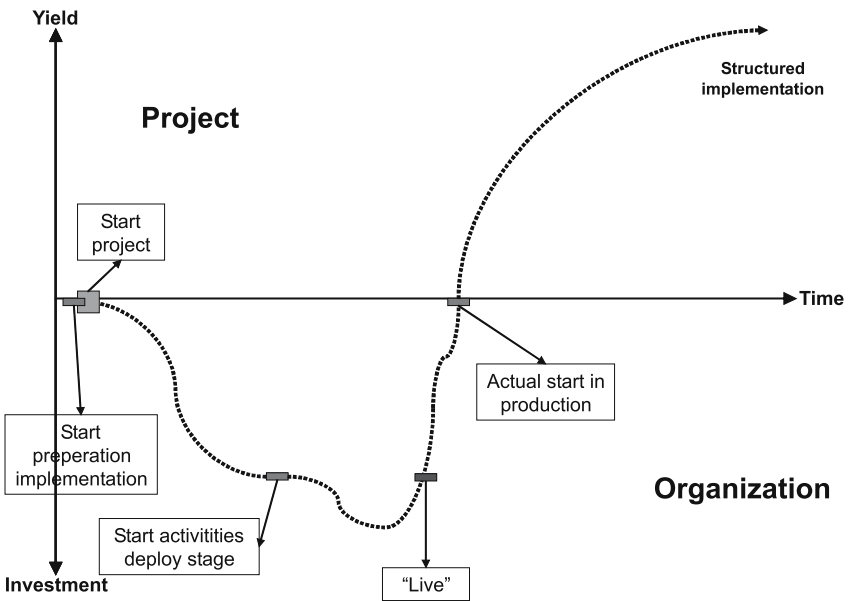 Yield
Structured
implementation
Project
Start
project
Time
Actual start in
production
Start
preperation
implementation
Organization
Start activitities
deploy stage
Investment
“Live”